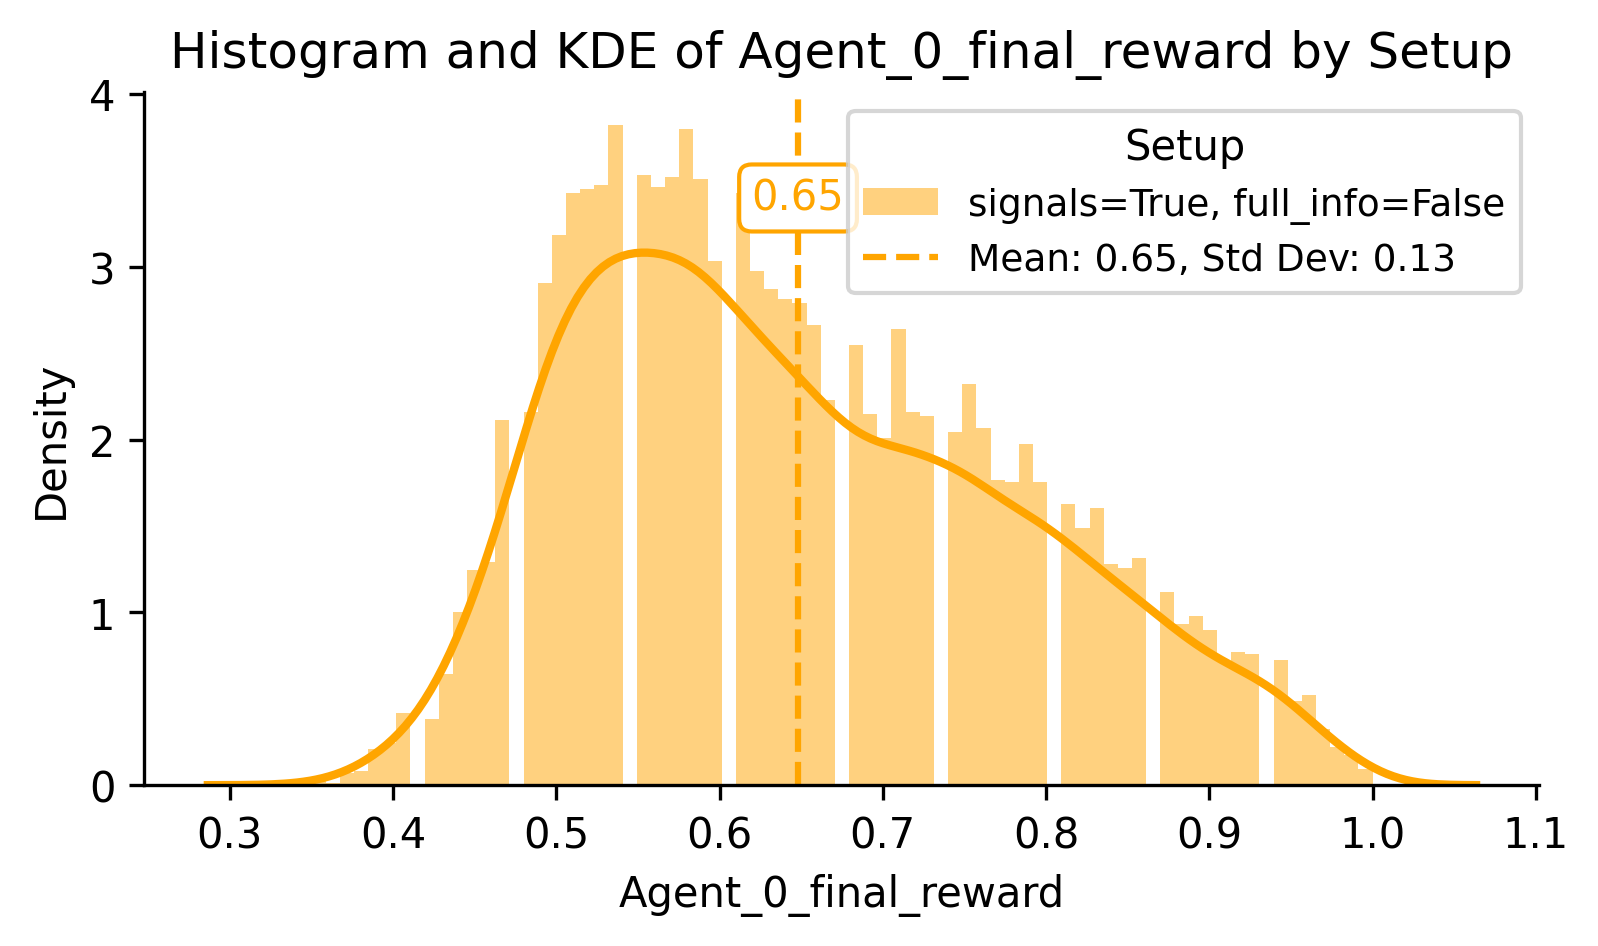 Histogram and KDE of Agent_0_final_reward by Setup
4
3
2
1
0
Density
0.65
Setup
signals=True, full_info=False
Mean: 0.65, Std Dev: 0.13
0.3 0.4 0.5 0.6 0.7 0.8 0.9 1.0 1.1
Agent_0_final_reward